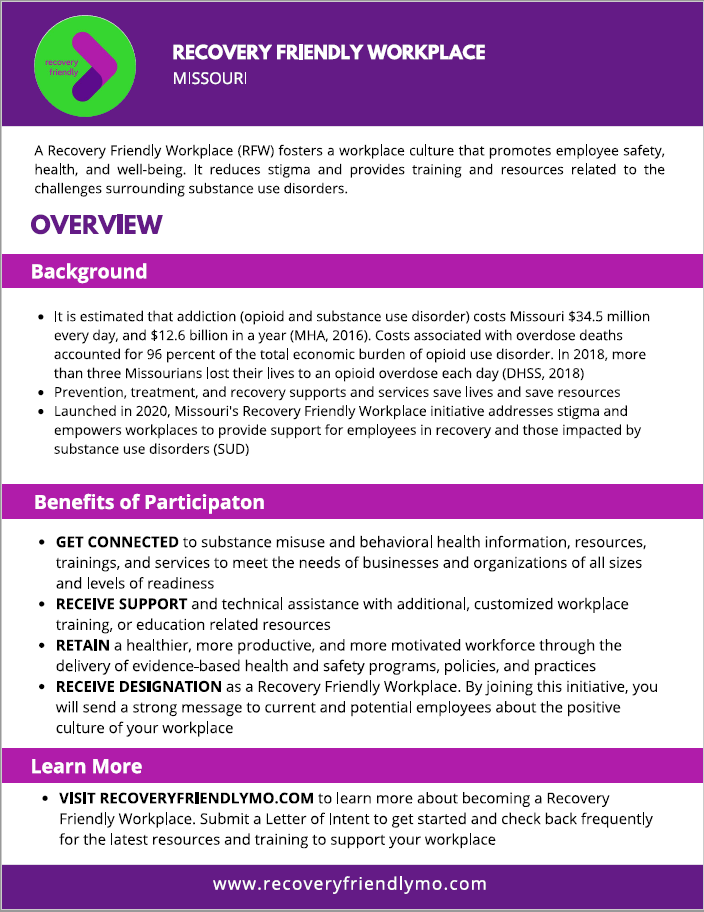 recovery
friendly
RECOVERY FRIENDLY WORKPLACE
MISSOURI
A Recovery Friendly Workplace (RFW) fosters a workplace culture that promotes employee safety,
health, and well-being. It reduces stigma and provides training and resources related to the
challenges surrounding substance use disorders.
OVERVIEW
Background
• It is estimated that addiction (opioid and substance use disorder) costs Missouri $34.5 million
every day, and $12.6 billion in a year (MHA, 2016). Costs associated with overdose deaths
accounted for 96 percent of the total economic burden of opioid use disorder. In 2018, more
than three Missourians lost their lives to an opioid overdose each day (DHSS, 2018)
• Prevention, treatment, and recovery supports and services save lives and save resources
• Launched in 2020, Missouri's Recovery Friendly Workplace initiative addresses stigma and
empowers workplaces to provide support for employees in recovery and those impacted by
substance use disorders (SUD)
Benefits of Participaton
• GET CONNECTED to substance misuse and behavioral health information, resources,
trainings, and services to meet the needs of businesses and organizations of all sizes
and levels of readiness
• RECEIVE SUPPORT and technical assistance with additional, customized workplace
training, or education related resources
• RETAIN a healthier, more productive, and more motivated workforce through the
delivery of evidence-based health and safety programs, policies, and practices
• RECEIVE DESIGNATION as a Recovery Friendly Workplace. By joining this initiative, you
will send a strong message to current and potential employees about the positive
culture of your workplace
Learn More
• VISIT RECOVERYFRIENDLYMO.COM to learn more about becoming a Recovery
Friendly Workplace. Submit a Letter of Intent to get started and check back frequently
for the latest resources and training to support your workplace
www.recoveryfriendlymo.com